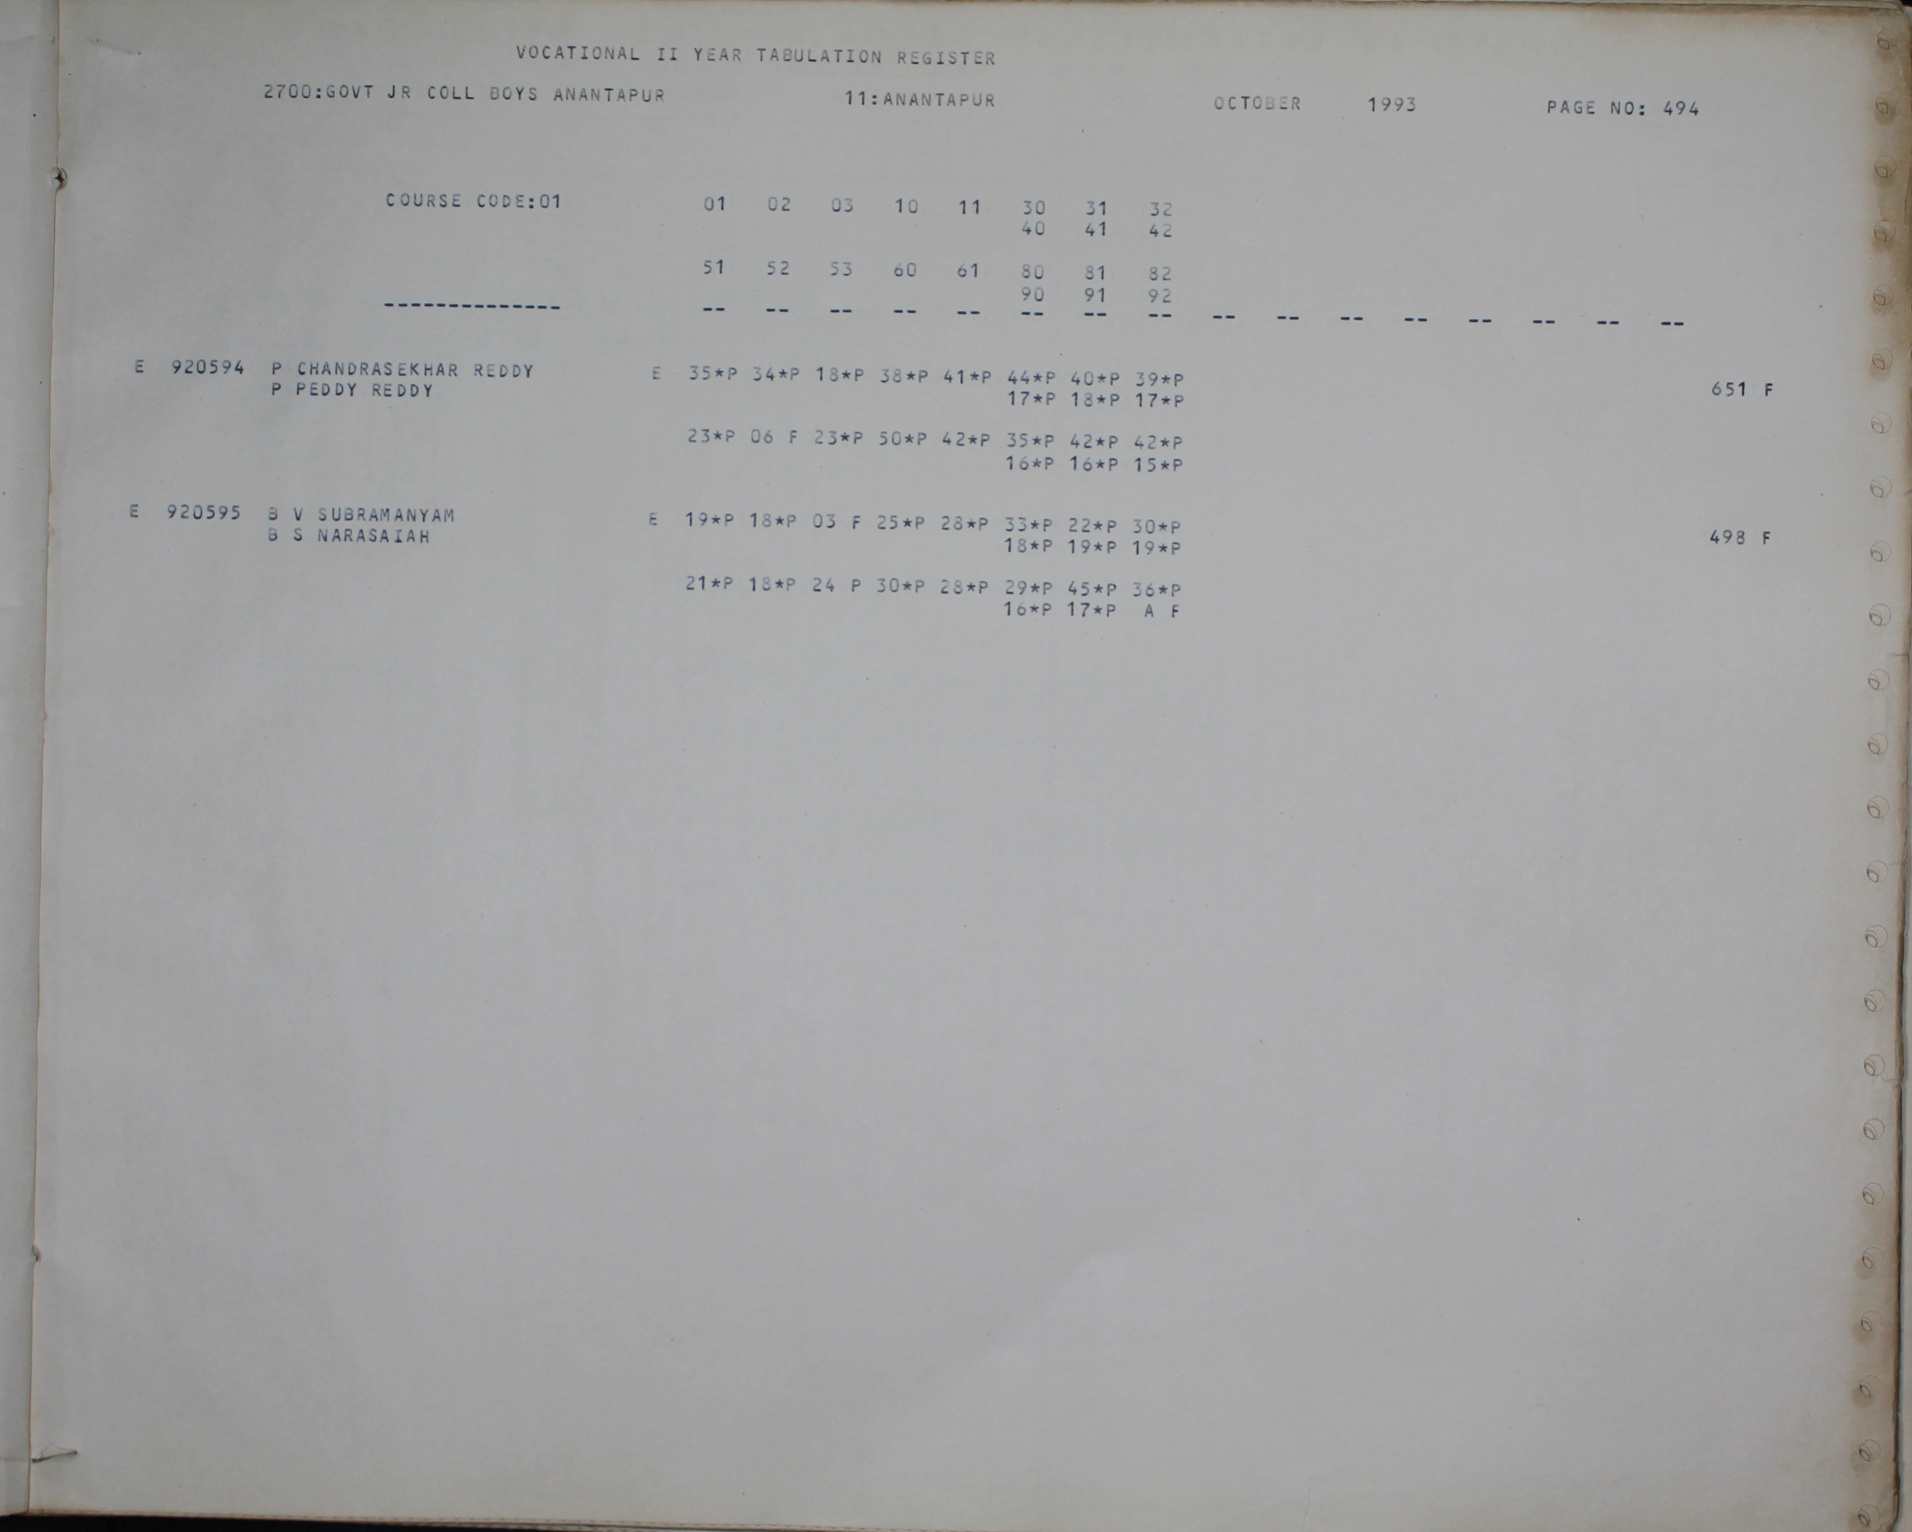 VOCATIONAL II YEAR TABULATION REGISTER
2700:GOVT JR COLL BOYS ANANTAPUR 11:ANANTAPUR OCTOBER 1993 PAGE NO: 494
COURSE CODE:01 01 02 03 10 11 30 31 32
40 41 42
51 52 53 60 61 80 81 82
90 91 92
-------------- -- -- -- -- -- -- -- -- -- -- -- -- -- -- -- --
E 920594 P CHANDRASEKHAR REDDY E 35*P 34*P 18*P 38*P 41*P 44*P 40*P 39*P
P PEDDY REDDY 17*P 18*P 17*P 651 F
23*P 06 F 23*P 50*P 42*P 35*P 42*P 42*P
16*P 16*P 15*P
E 920595 B V SUBRAMANYAM E 19*P 18*P 03 F 25*P 28*P 33*P 22*P 30*P
B S NARASAIAH 18*P 19*P 19*P 498 F
21*P 18*P 24 P 30*P 28*P 29*P 45*P 36*P
16*P 17*P A F